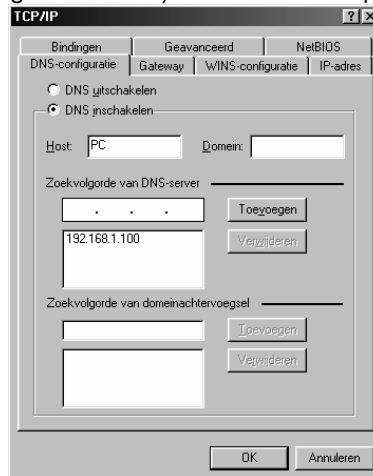 TCP/IP
Bindingen Geavanceerd NetBIOS
DNS-configuratie Gateway WINS-configuratie IP-adres
DNS uitschakelen
DNS inschakelen
Host: PC Domein:
Zoekvolgorde van DNS-server
. . . Toevoegen
192.168.1.100 Verwijderen
Zoekvolgorde van domeinachtervoegsel
Toevoegen
Verwijderen
OK Annuleren